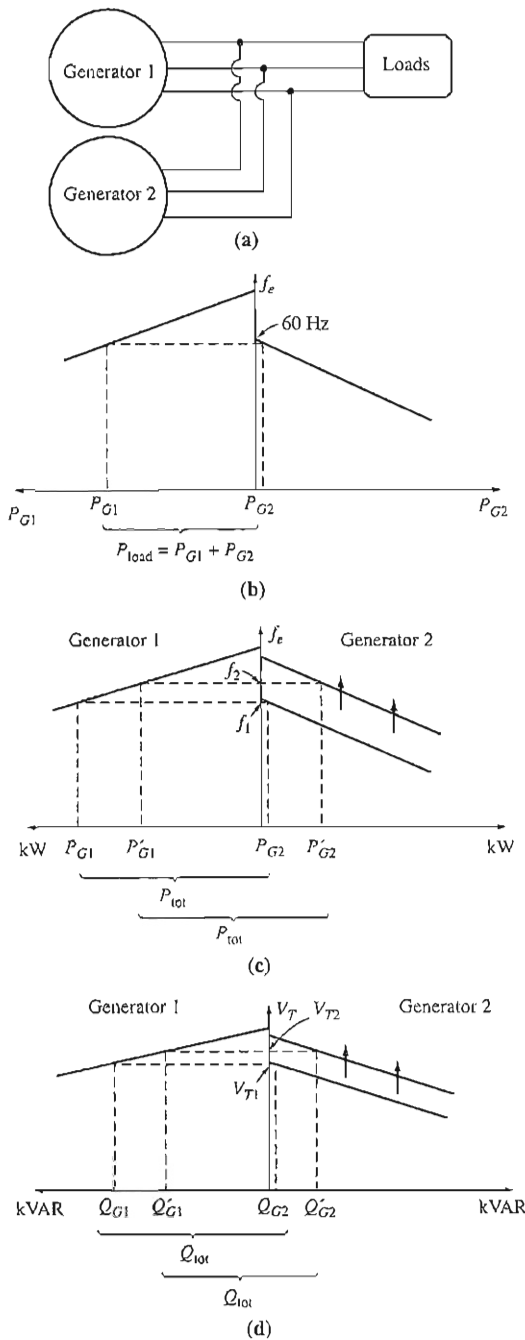 Generator 1
Loads
Generator 2
(a)
f_e
60 Hz
P_G1
P_G1
P_G2
P_G2
P_load = P_G1 + P_G2
(b)
Generator 1
f_e
Generator 2
f_2
f_1
kW
P_G1
P'_G1
P_G2
P'_G2
kW
P_tot
P_tot
(c)
Generator 1
V_T
V_T2
Generator 2
V_T1
kVAR
Q_G1
Q'_G1
Q_G2
Q'_G2
kVAR
Q_tot
Q_tot
(d)